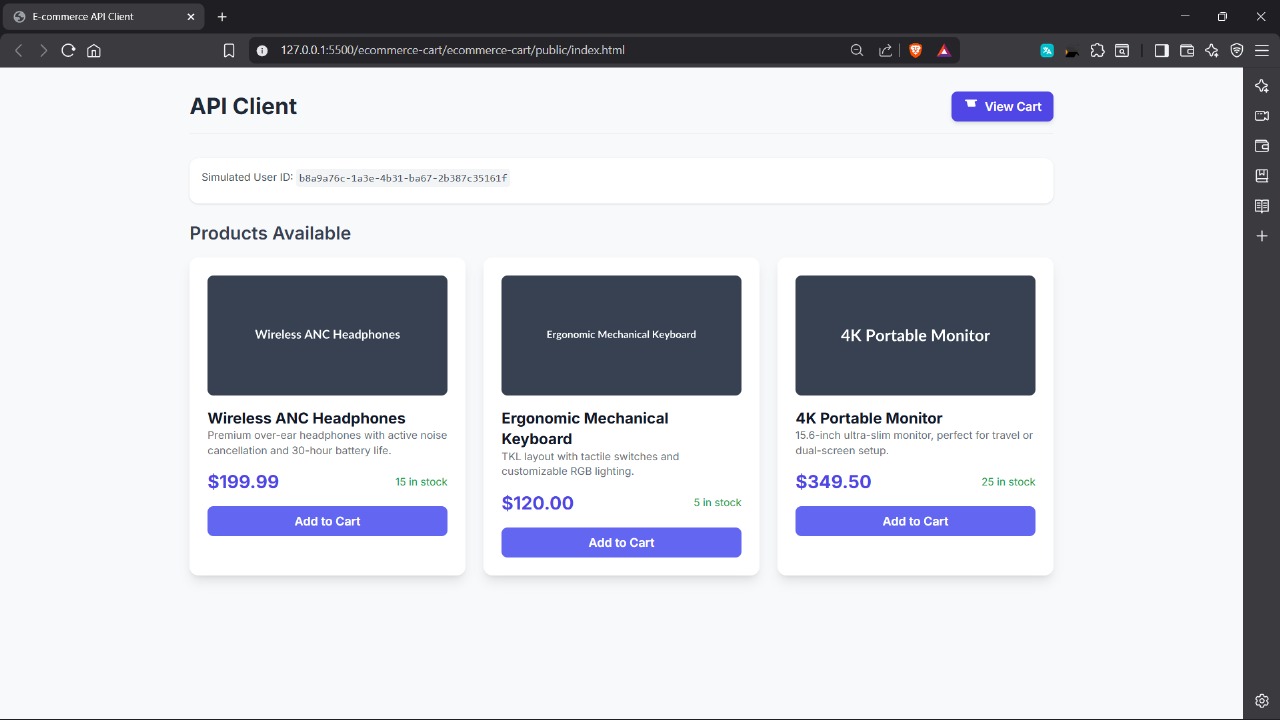 E-commerce API Client
127.0.0.1:5500/ecommerce-cart/ecommerce-cart/public/index.html
API Client
View Cart
Simulated User ID: b8a9a76c-1a3e-4b31-ba67-2b387c35161f
Products Available
Wireless ANC Headphones
Wireless ANC Headphones
Premium over-ear headphones with active noise
cancellation and 30-hour battery life.
$199.99
15 in stock
Add to Cart
Ergonomic Mechanical Keyboard
Ergonomic Mechanical
Keyboard
TKL layout with tactile switches and
customizable RGB lighting.
$120.00
5 in stock
Add to Cart
4K Portable Monitor
4K Portable Monitor
15.6-inch ultra-slim monitor, perfect for travel or
dual-screen setup.
$349.50
25 in stock
Add to Cart